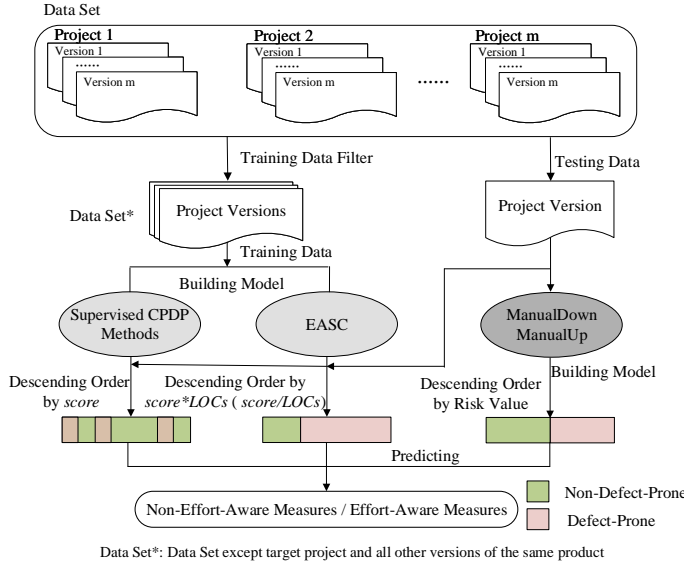 Data Set
Project 1
Project 2
Project m
Version 1
Version 1
Version 1
......
......
......
Version m
Version m
......
Version m
Training Data Filter
Testing Data
Data Set*
Project Versions
Project Version
Training Data
Building Model
Supervised CPDP
Methods
EASC
ManualDown
ManualUp
Building Model
Descending Order
by score
Descending Order by
score*LOCs ( score/LOCs)
Descending Order
by Risk Value
Predicting
Non-Effort-Aware Measures / Effort-Aware Measures
Non-Defect-Prone
Defect-Prone
Data Set*: Data Set except target project and all other versions of the same product